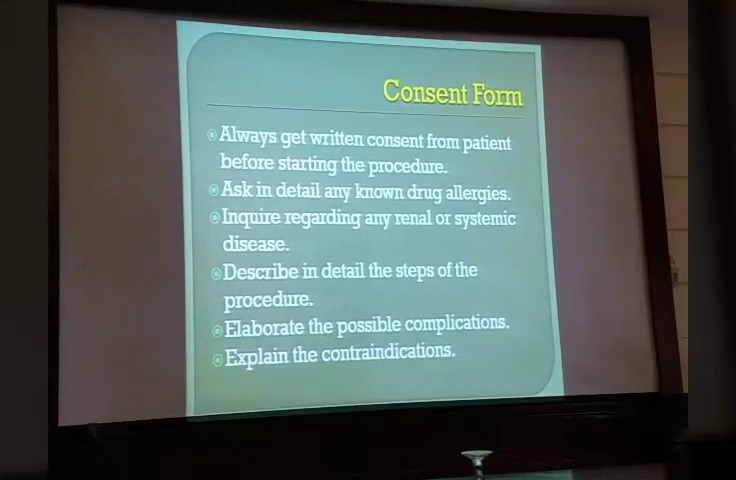 Consent Form
Always get written consent from patient
before starting the procedure.
Ask in detail any known drug allergies.
Inquire regarding any renal or systemic
disease.
Describe in detail the steps of the
procedure.
Elaborate the possible complications.
Explain the contraindications.